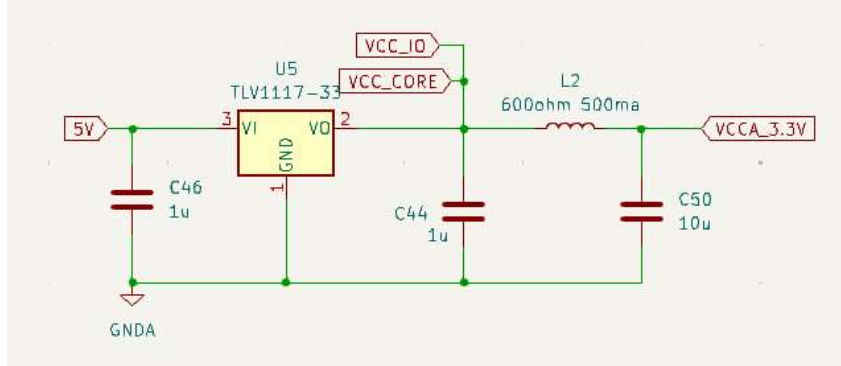 VCC_IO
VCC_CORE
U5
TLV1117-33
L2
600ohm 500ma
5V
3
VI
VO
2
GND
1
VCCA_3.3V
C46
1u
C44
1u
C50
10u
GNDA